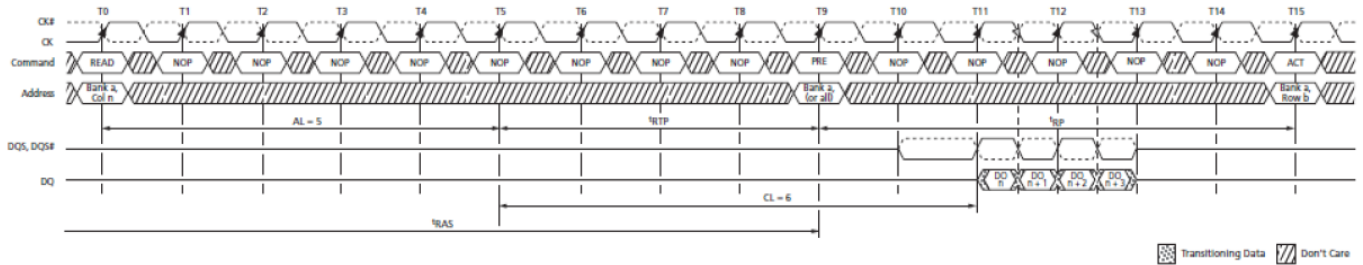 T0 T1 T2 T3 T4 T5 T6 T7 T8 T9 T10 T11 T12 T13 T14 T15
CK#
CK
Command READ NOP NOP NOP NOP NOP NOP NOP NOP PRE NOP NOP NOP NOP NOP ACT
Address Bank a, Col n Bank a, (or all) Bank a, Row b
AL = 5 tRTP tRP
DQS, DQS#
DQ DO n DO n + 1 DO n + 2 DO n + 3
CL = 6
tRAS
Transitioning Data Don't Care